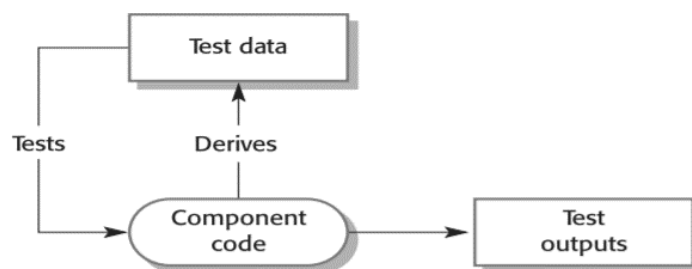 Test data
Tests
Derives
Component
code
Test
outputs